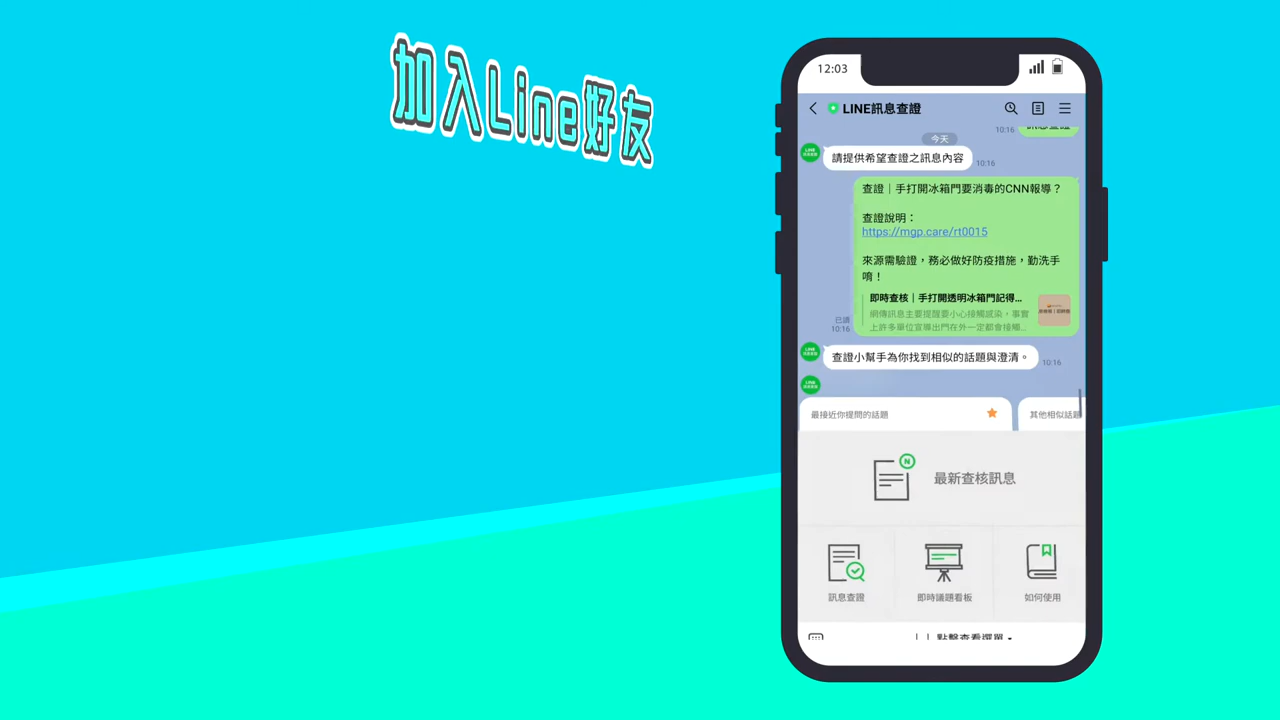 加入Line好友
12:03
LINE訊息查證
訊息查證
10:16
今天
請提供希望查證之訊息內容
10:16
查證｜手打開冰箱門要消毒的CNN報導？
查證說明：
https://mgp.care/rt0015
來源需驗證，務必做好防疫措施，勤洗手
唷！
即時查核｜手打開透明冰箱門記得...
網傳訊息主要提醒要小心接觸感染，事實
上許多單位宣導出門在外一定都會接觸...
已讀
10:16
查證小幫手為你找到相似的話題與澄清。
10:16
最接近你提問的話題
其他相似話題
N
最新查核訊息
訊息查證
即時議題看板
如何使用
點擊查看選單